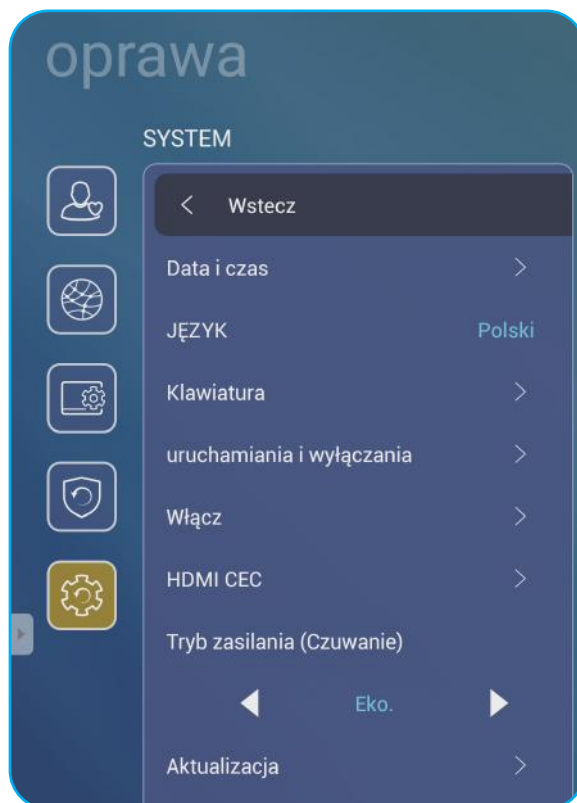 oprawa
SYSTEM
Wstecz
Data i czas
JĘZYK Polski
Klawiatura
uruchamiania i wyłączania
Włącz
HDMI CEC
Tryb zasilania (Czuwanie)
Eko.
Aktualizacja